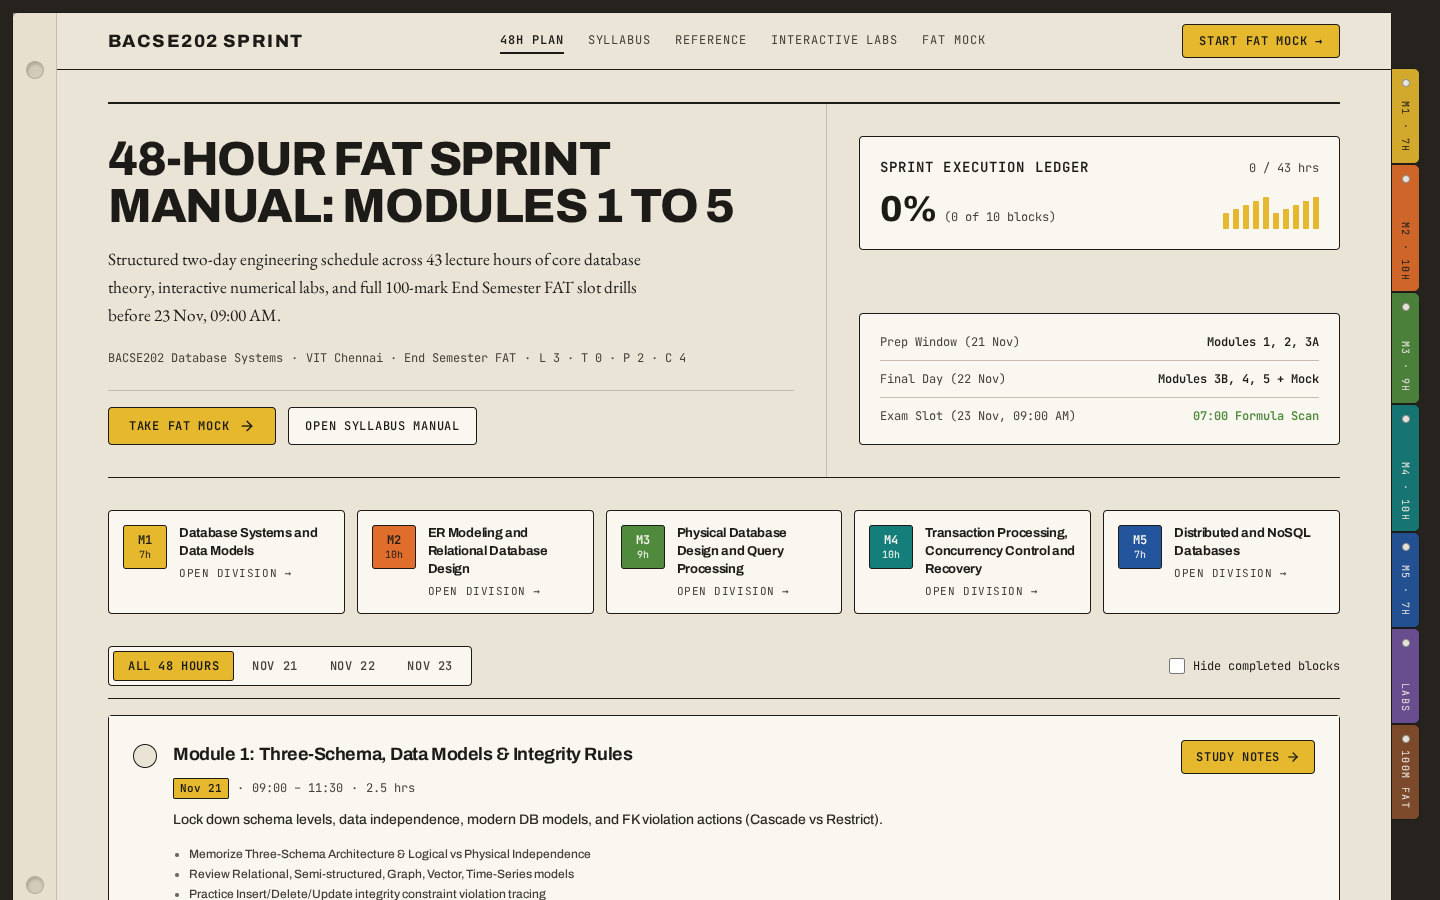 BACSE202 SPRINT
48H PLAN
SYLLABUS
REFERENCE
INTERACTIVE LABS
FAT MOCK
START FAT MOCK →
48-HOUR FAT SPRINT
MANUAL: MODULES 1 TO 5
Structured two-day engineering schedule across 43 lecture hours of core database
theory, interactive numerical labs, and full 100-mark End Semester FAT slot drills
before 23 Nov, 09:00 AM.
BACSE202 Database Systems · VIT Chennai · End Semester FAT · L 3 · T 0 · P 2 · C 4
TAKE FAT MOCK →
OPEN SYLLABUS MANUAL
SPRINT EXECUTION LEDGER
0 / 43 hrs
0% (0 of 10 blocks)
Prep Window (21 Nov)
Modules 1, 2, 3A
Final Day (22 Nov)
Modules 3B, 4, 5 + Mock
Exam Slot (23 Nov, 09:00 AM)
07:00 Formula Scan
M1
7h
Database Systems and
Data Models
OPEN DIVISION →
M2
10h
ER Modeling and
Relational Database
Design
OPEN DIVISION →
M3
9h
Physical Database
Design and Query
Processing
OPEN DIVISION →
M4
10h
Transaction Processing,
Concurrency Control and
Recovery
OPEN DIVISION →
M5
7h
Distributed and NoSQL
Databases
OPEN DIVISION →
ALL 48 HOURS
NOV 21
NOV 22
NOV 23
Hide completed blocks
Module 1: Three-Schema, Data Models & Integrity Rules
STUDY NOTES →
Nov 21 · 09:00 – 11:30 · 2.5 hrs
Lock down schema levels, data independence, modern DB models, and FK violation actions (Cascade vs Restrict).
• Memorize Three-Schema Architecture & Logical vs Physical Independence
• Review Relational, Semi-structured, Graph, Vector, Time-Series models
• Practice Insert/Delete/Update integrity constraint violation tracing
M1 · 7H
M2 · 10H
M3 · 9H
M4 · 10H
M5 · 7H
LABS
100M FAT